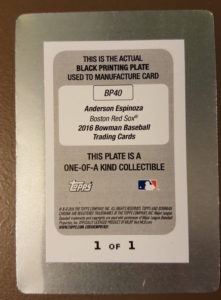 THIS IS THE ACTUAL
BLACK PRINTING PLATE
USED TO MANUFACTURE CARD
BP40
Anderson Espinoza
Boston Red Sox®
2016 Bowman Baseball
Trading Cards
THIS PLATE IS A
ONE-OF-A KIND COLLECTIBLE
Topps
1 OF 1